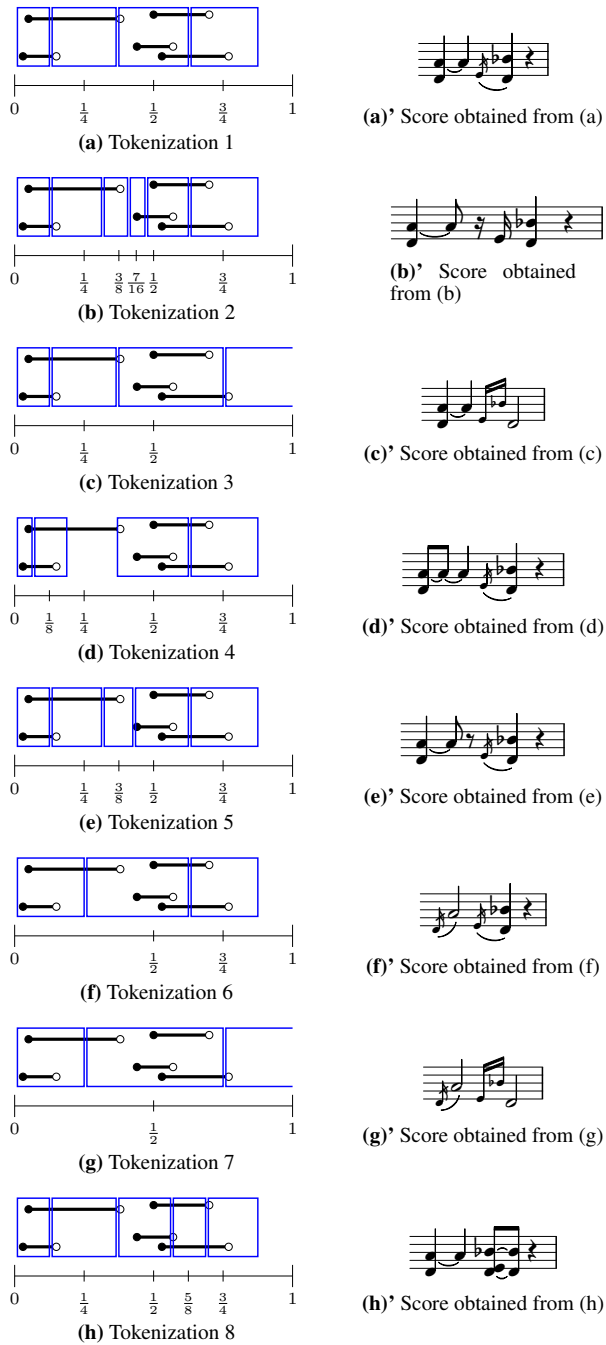 0 1/4 1/2 3/4 1
(a) Tokenization 1
(a)’ Score obtained from (a)
0 1/4 3/8 7/16 1/2 3/4 1
(b) Tokenization 2
(b)’ Score obtained
from (b)
0 1/4 1/2 1
(c) Tokenization 3
(c)’ Score obtained from (c)
0 1/8 1/4 1/2 3/4 1
(d) Tokenization 4
(d)’ Score obtained from (d)
0 1/4 3/8 1/2 3/4 1
(e) Tokenization 5
(e)’ Score obtained from (e)
0 1/2 3/4 1
(f) Tokenization 6
(f)’ Score obtained from (f)
0 1/2 1
(g) Tokenization 7
(g)’ Score obtained from (g)
0 1/4 1/2 5/8 3/4 1
(h) Tokenization 8
(h)’ Score obtained from (h)